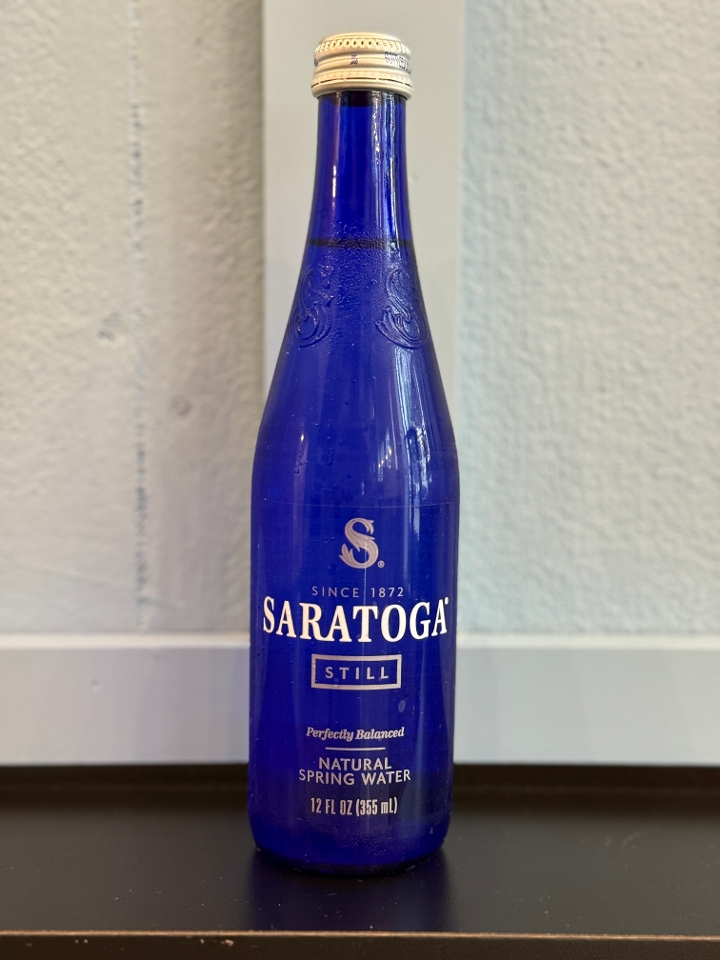 S®
SINCE 1872
SARATOGA®
STILL
Perfectly Balanced
NATURAL
SPRING WATER
12 FL OZ (355 mL)